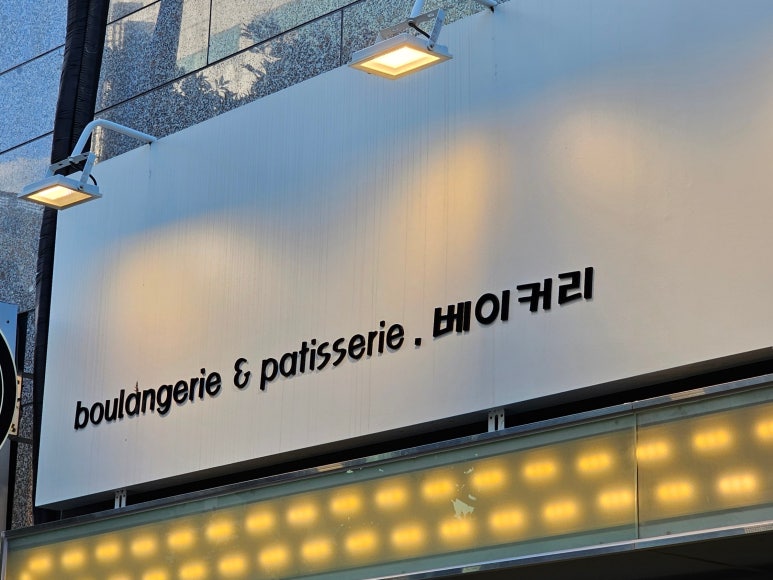 boulangerie & patisserie . 베이커리